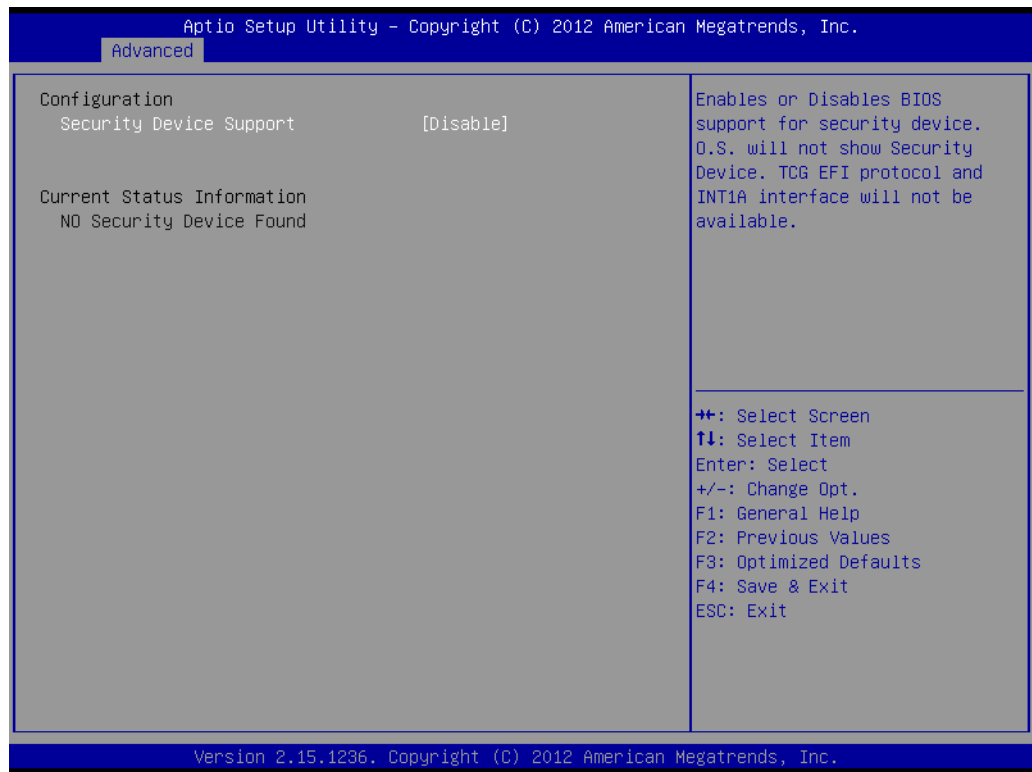 Aptio Setup Utility – Copyright (C) 2012 American Megatrends, Inc.
Advanced
Configuration
Security Device Support [Disable]
Current Status Information
NO Security Device Found
Enables or Disables BIOS
support for security device.
O.S. will not show Security
Device. TCG EFI protocol and
INT1A interface will not be
available.
→←: Select Screen
↑↓: Select Item
Enter: Select
+/-: Change Opt.
F1: General Help
F2: Previous Values
F3: Optimized Defaults
F4: Save & Exit
ESC: Exit
Version 2.15.1236. Copyright (C) 2012 American Megatrends, Inc.